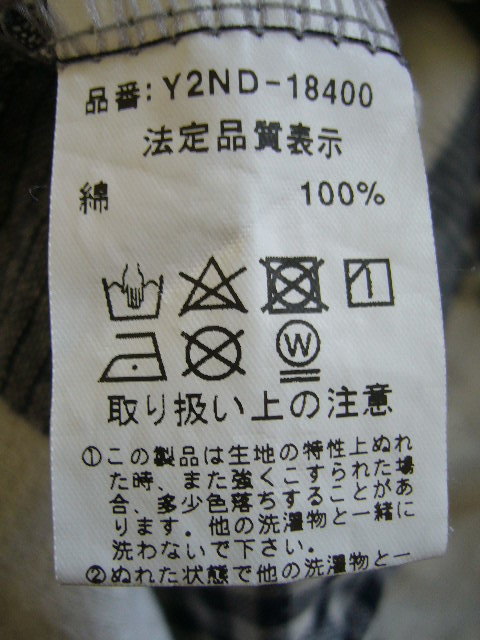 品番: Y2ND-18400
法定品質表示
綿 100%
W
取り扱い上の注意
①この製品は生地の特性上ぬれ
た時、また強くこすられた場
合、多少色落ちすることがあ
ります。他の洗濯物と一緒に
洗わないで下さい。
②ぬれた状態で他の洗濯物と一